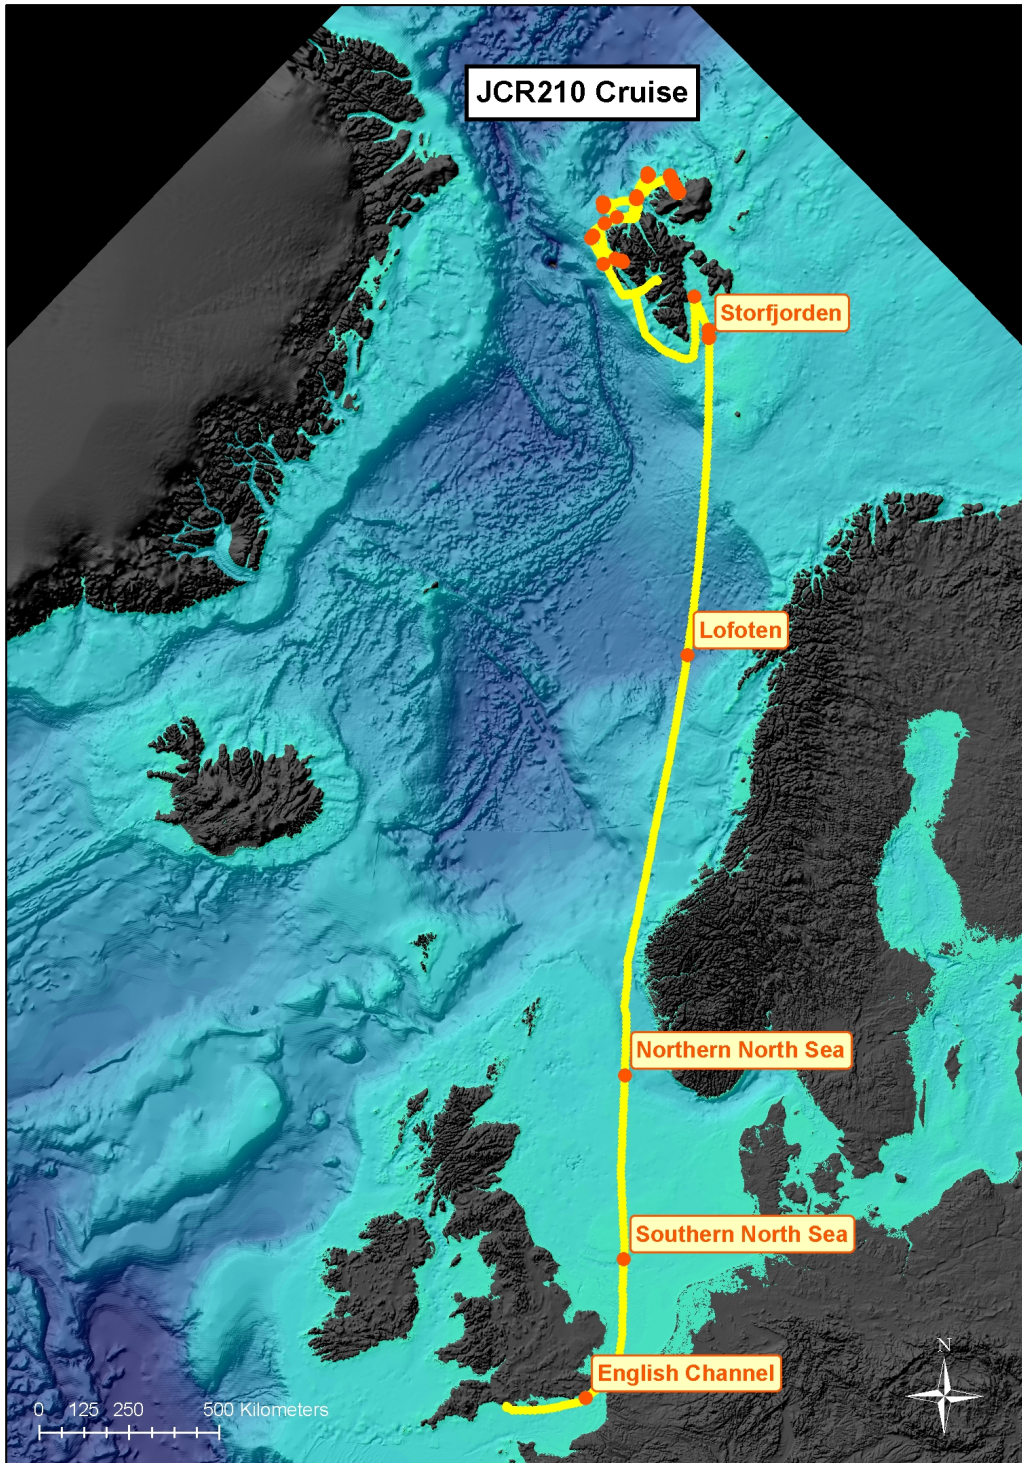 JCR210 Cruise
Storfjorden
Lofoten
Northern North Sea
Southern North Sea
English Channel
N
0 125 250 500 Kilometers